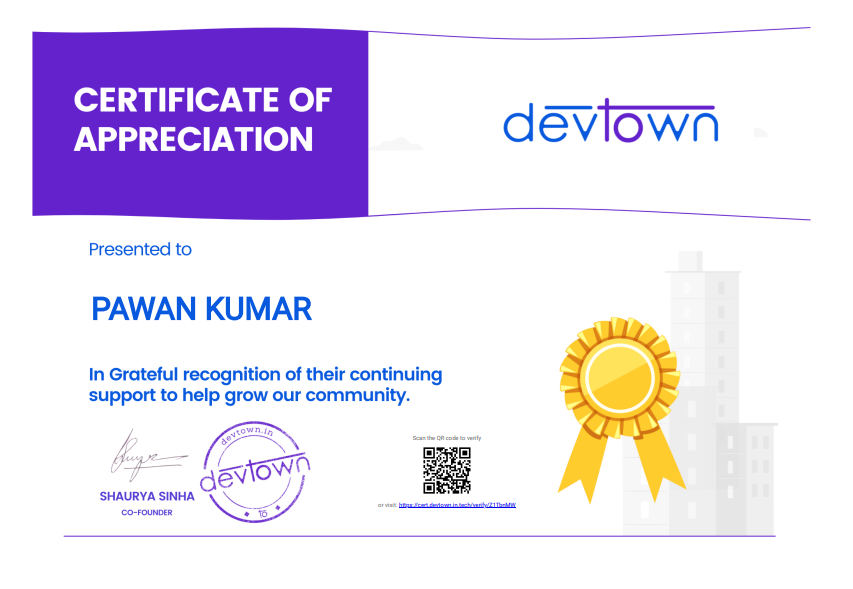 CERTIFICATE OF
APPRECIATION
devtown
Presented to
PAWAN KUMAR
In Grateful recognition of their continuing
support to help grow our community.
devtown.in
devtown
Scan the QR code to verify
SHAURYA SINHA
CO-FOUNDER
or visit: https://cert.devtown.in.tech/verify/Z1TbnMW